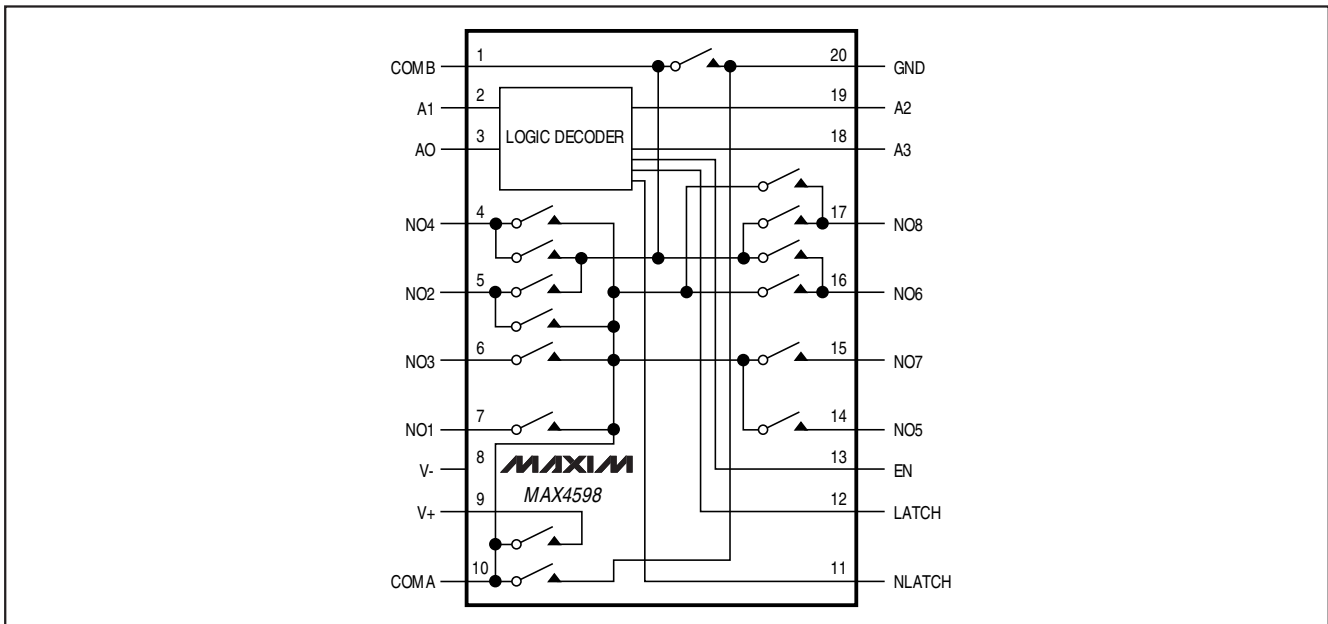 COMB 1 20 GND
A1 2 19 A2
AO 3 LOGIC DECODER 18 A3
NO4 4 17 NO8
NO2 5 16 NO6
NO3 6 15 NO7
NO1 7 14 NO5
V- 8 MAXIM 13 EN
MAX4598
V+ 9 12 LATCH
COMA 10 11 NLATCH